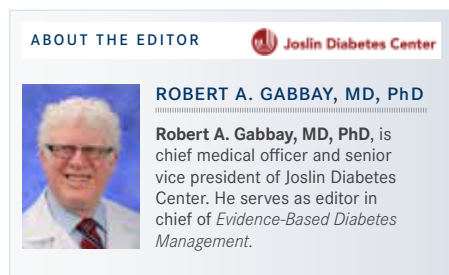 ABOUT THE EDITOR
Joslin Diabetes Center
ROBERT A. GABBAY, MD, PhD
Robert A. Gabbay, MD, PhD, is
chief medical officer and senior
vice president of Joslin Diabetes
Center. He serves as editor in
chief of Evidence-Based Diabetes
Management.